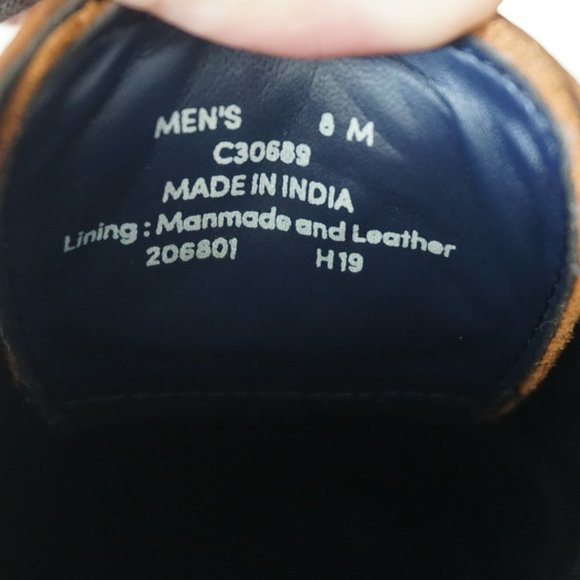 MEN'S 8 M
C30689
MADE IN INDIA
Lining : Manmade and Leather
206801 H19